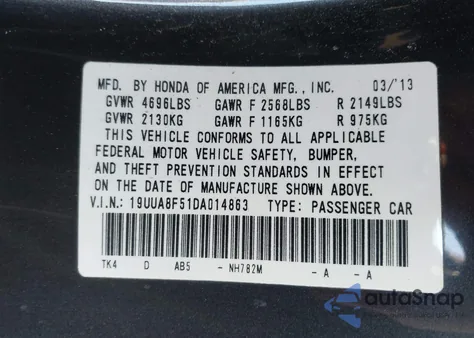 MFD. BY HONDA OF AMERICA MFG., INC. 03/'13
GVWR 4696LBS GAWR F 2568LBS R 2149LBS
GVWR 2130KG GAWR F 1165KG R 975KG
THIS VEHICLE CONFORMS TO ALL APPLICABLE
FEDERAL MOTOR VEHICLE SAFETY, BUMPER,
AND THEFT PREVENTION STANDARDS IN EFFECT
ON THE DATE OF MANUFACTURE SHOWN ABOVE.
V.I.N.: 19UUA8F51DA014863 TYPE: PASSENGER CAR
TK4 D AB5 - NH782M - A - A
autoSnap